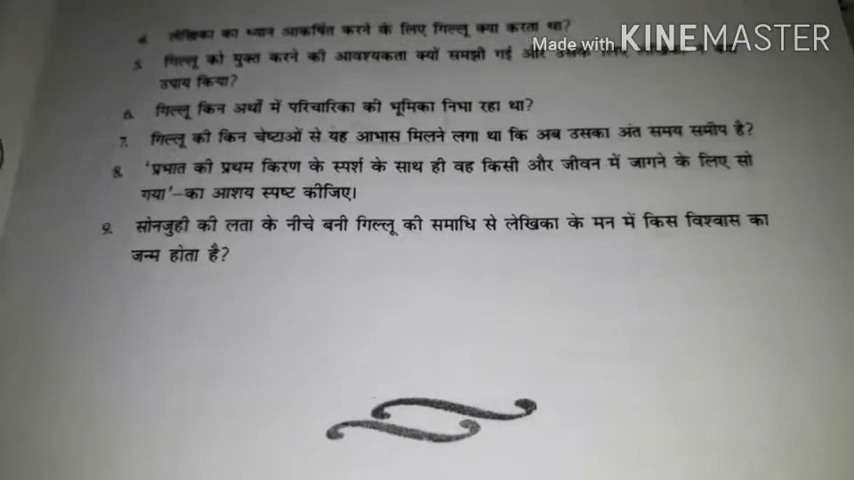 Made with KINEMASTER
4. लेखिका का ध्यान आकर्षित करने के लिए गिल्लू क्या करता था?
5. गिल्लू को मुक्त करने की आवश्यकता क्यों समझी गई और उसके लिए लेखिका ने क्या
उपाय किया?
6. गिल्लू किन अर्थों में परिचारिका की भूमिका निभा रहा था?
7. गिल्लू की किन चेष्टाओं से यह आभास मिलने लगा था कि अब उसका अंत समय समीप है?
8. 'प्रभात की प्रथम किरण के स्पर्श के साथ ही वह किसी और जीवन में जागने के लिए सो
गया'–का आशय स्पष्ट कीजिए।
9. सोनजुही की लता के नीचे बनी गिल्लू की समाधि से लेखिका के मन में किस विश्वास का
जन्म होता है?